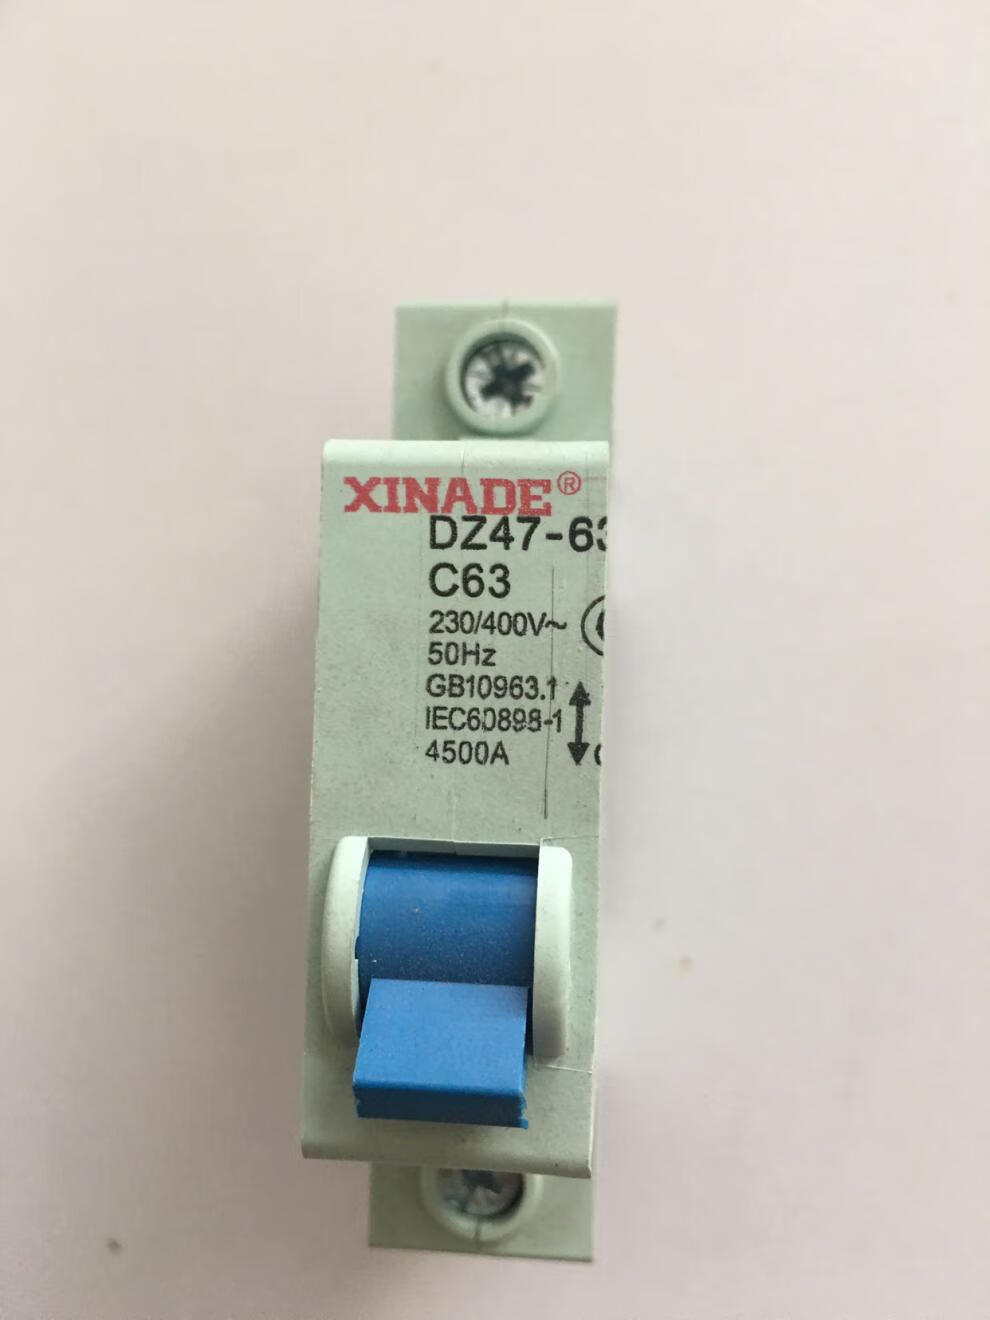 XINADE®
DZ47-63
C63
230/400V~
50Hz
GB10963.1
IEC60898-1
4500A